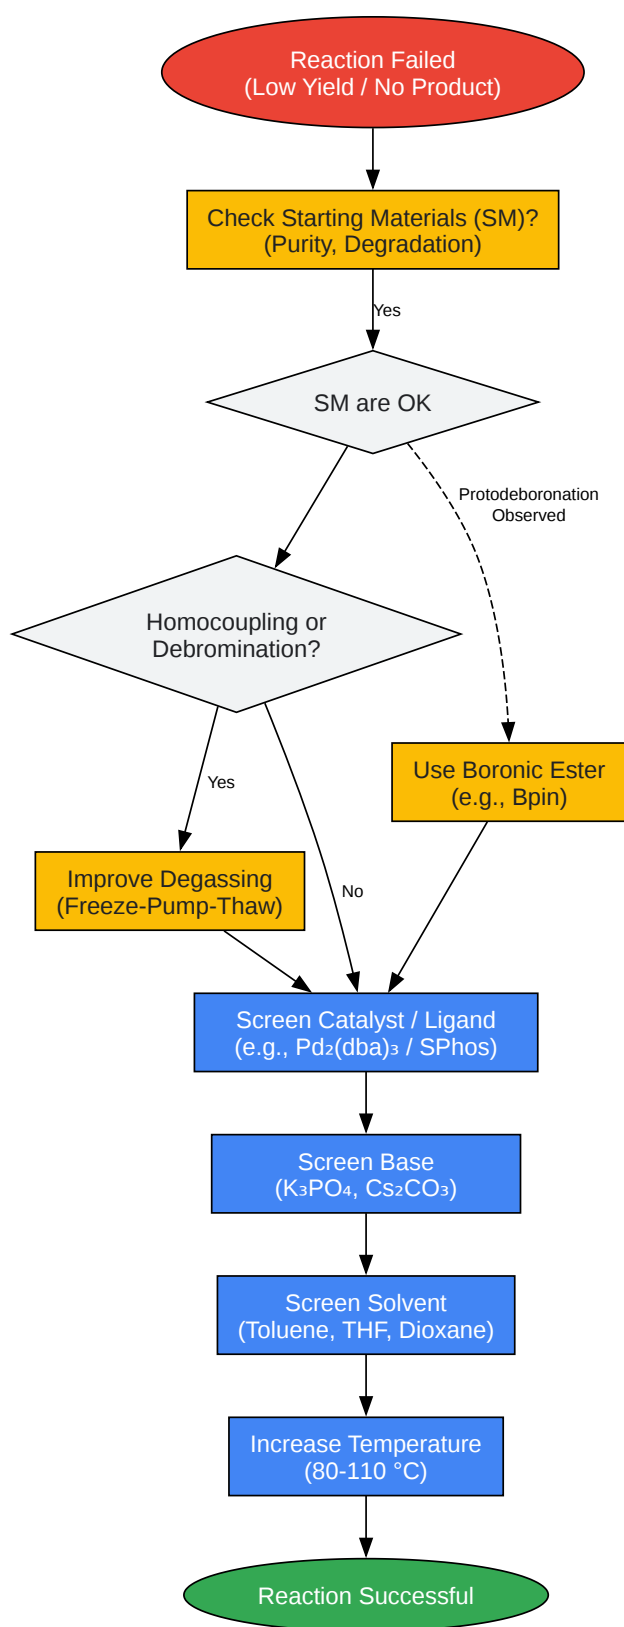 Reaction Failed
(Low Yield / No Product)
Check Starting Materials (SM)?
(Purity, Degradation)
Yes
SM are OK
Protodeboronation
Observed
Homocoupling or
Debromination?
Yes
Use Boronic Ester
(e.g., Bpin)
Improve Degassing
(Freeze-Pump-Thaw)
No
Screen Catalyst / Ligand
(e.g., Pd₂(dba)₃ / SPhos)
Screen Base
(K₃PO₄, Cs₂CO₃)
Screen Solvent
(Toluene, THF, Dioxane)
Increase Temperature
(80-110 °C)
Reaction Successful